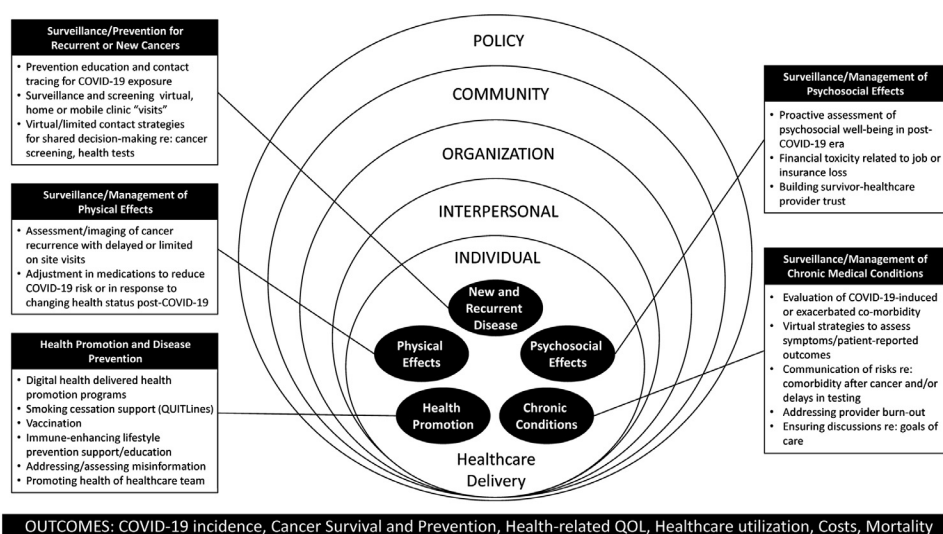 Surveillance/Prevention for
Recurrent or New Cancers
• Prevention education and contact
tracing for COVID-19 exposure
• Surveillance and screening virtual,
home or mobile clinic “visits”
• Virtual/limited contact strategies
for shared decision-making re: cancer
screening, health tests
Surveillance/Management of
Physical Effects
• Assessment/imaging of cancer
recurrence with delayed or limited
on site visits
• Adjustment in medications to reduce
COVID-19 risk or in response to
changing health status post-COVID-19
Health Promotion and Disease
Prevention
• Digital health delivered health
promotion programs
• Smoking cessation support (QUITLines)
• Vaccination
• Immune-enhancing lifestyle
prevention support/education
• Addressing/assessing misinformation
• Promoting health of healthcare team
POLICY
COMMUNITY
ORGANIZATION
INTERPERSONAL
INDIVIDUAL
New and
Recurrent
Disease
Physical
Effects
Psychosocial
Effects
Health
Promotion
Chronic
Conditions
Healthcare
Delivery
Surveillance/Management of
Psychosocial Effects
• Proactive assessment of
psychosocial well-being in post-
COVID-19 era
• Financial toxicity related to job or
insurance loss
• Building survivor-healthcare
provider trust
Surveillance/Management of
Chronic Medical Conditions
• Evaluation of COVID-19-induced
or exacerbated co-morbidity
• Virtual strategies to assess
symptoms/patient-reported
outcomes
• Communication of risks re:
comorbidity after cancer and/or
delays in testing
• Addressing provider burn-out
• Ensuring discussions re: goals of
care
OUTCOMES: COVID-19 incidence, Cancer Survival and Prevention, Health-related QOL, Healthcare utilization, Costs, Mortality